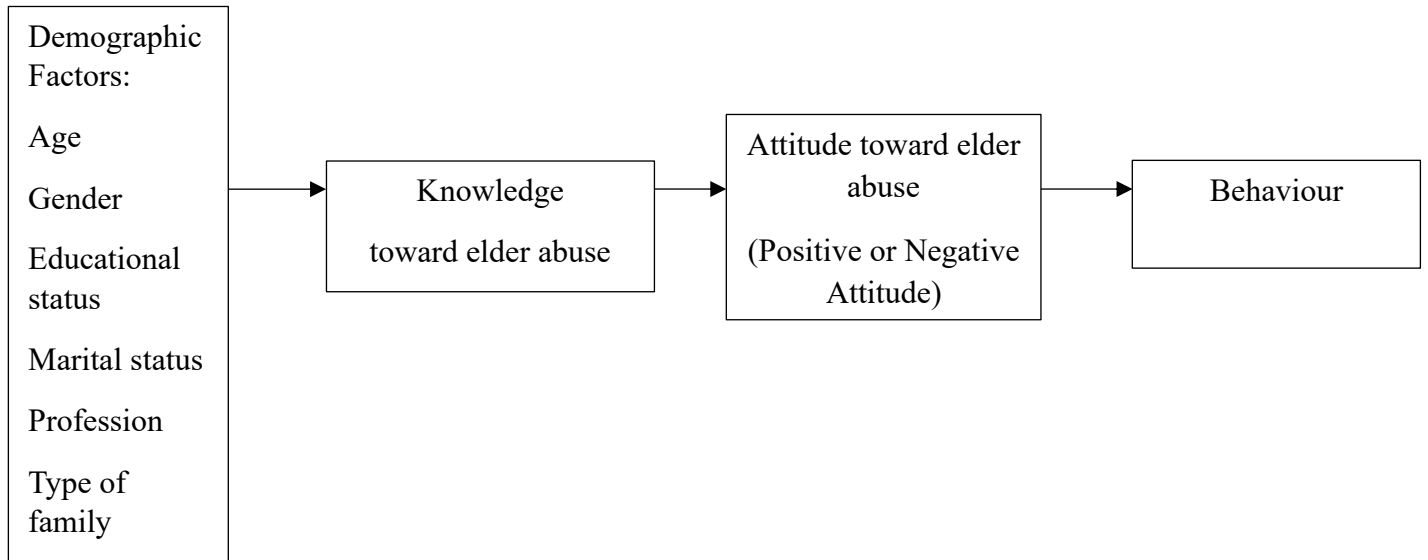 Demographic
Factors:
Age
Gender
Educational
status
Marital status
Profession
Type of
family
Knowledge
toward elder abuse
Attitude toward elder
abuse
(Positive or Negative
Attitude)
Behaviour